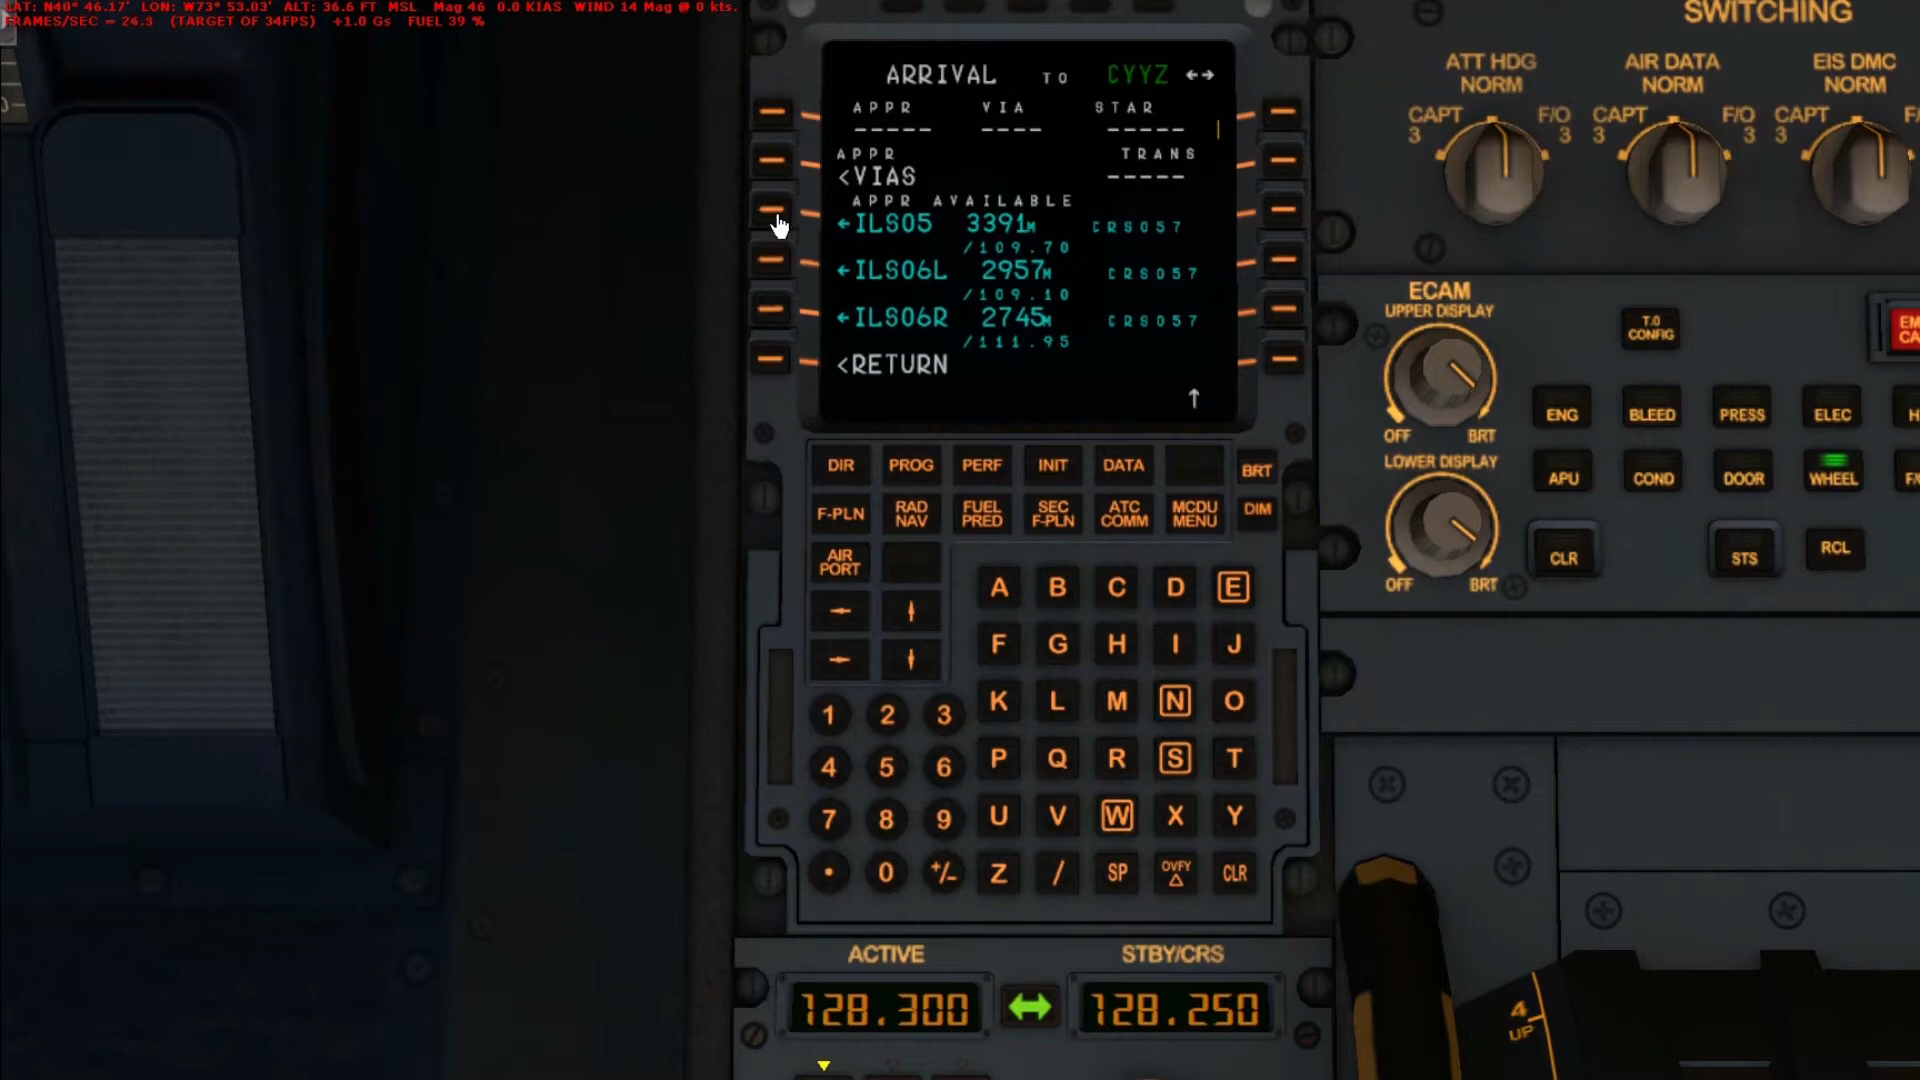 LAT: N40° 46.17' LON: W73° 53.03' ALT: 36.6 FT MSL Mag 46 0.0 KIAS WIND 14 Mag @ 0 kts.
FRAMES/SEC = 24.3 (TARGET OF 34FPS) +1.0 Gs FUEL 39 %
ARRIVAL TO CYYZ ←→
APPR VIA STAR
----- ---- -----
APPR TRANS
<VIAS -----
APPR AVAILABLE
←ILS05 3391M CRS057
/109.70
←ILS06L 2957M CRS057
/109.10
←ILS06R 2745M CRS057
/111.95
<RETURN
↑
DIR PROG PERF INIT DATA BRT
F-PLN RAD NAV FUEL PRED SEC F-PLN ATC COMM MCDU MENU DIM
AIR PORT
A B C D E
F G H I J
K L M N O
1 2 3
P Q R S T
4 5 6
U V W X Y
7 8 9
. 0 +/- Z / SP OVFY △ CLR
ACTIVE STBY/CRS
128.300 128.250
SWITCHING
ATT HDG NORM AIR DATA NORM EIS DMC NORM
CAPT 3 F/O 3 CAPT 3 F/O 3 CAPT 3
ECAM
UPPER DISPLAY
OFF BRT
T.O CONFIG
ENG BLEED PRESS ELEC
LOWER DISPLAY
OFF BRT
APU COND DOOR WHEEL
CLR STS RCL
4
UP